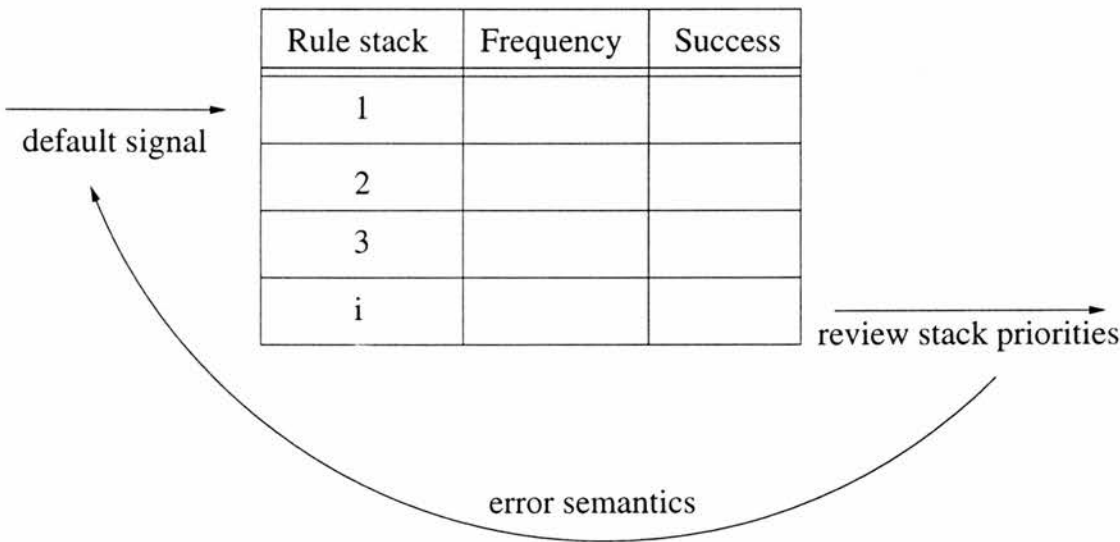 Rule stack Frequency Success
1
default signal
2
3
i
review stack priorities
error semantics